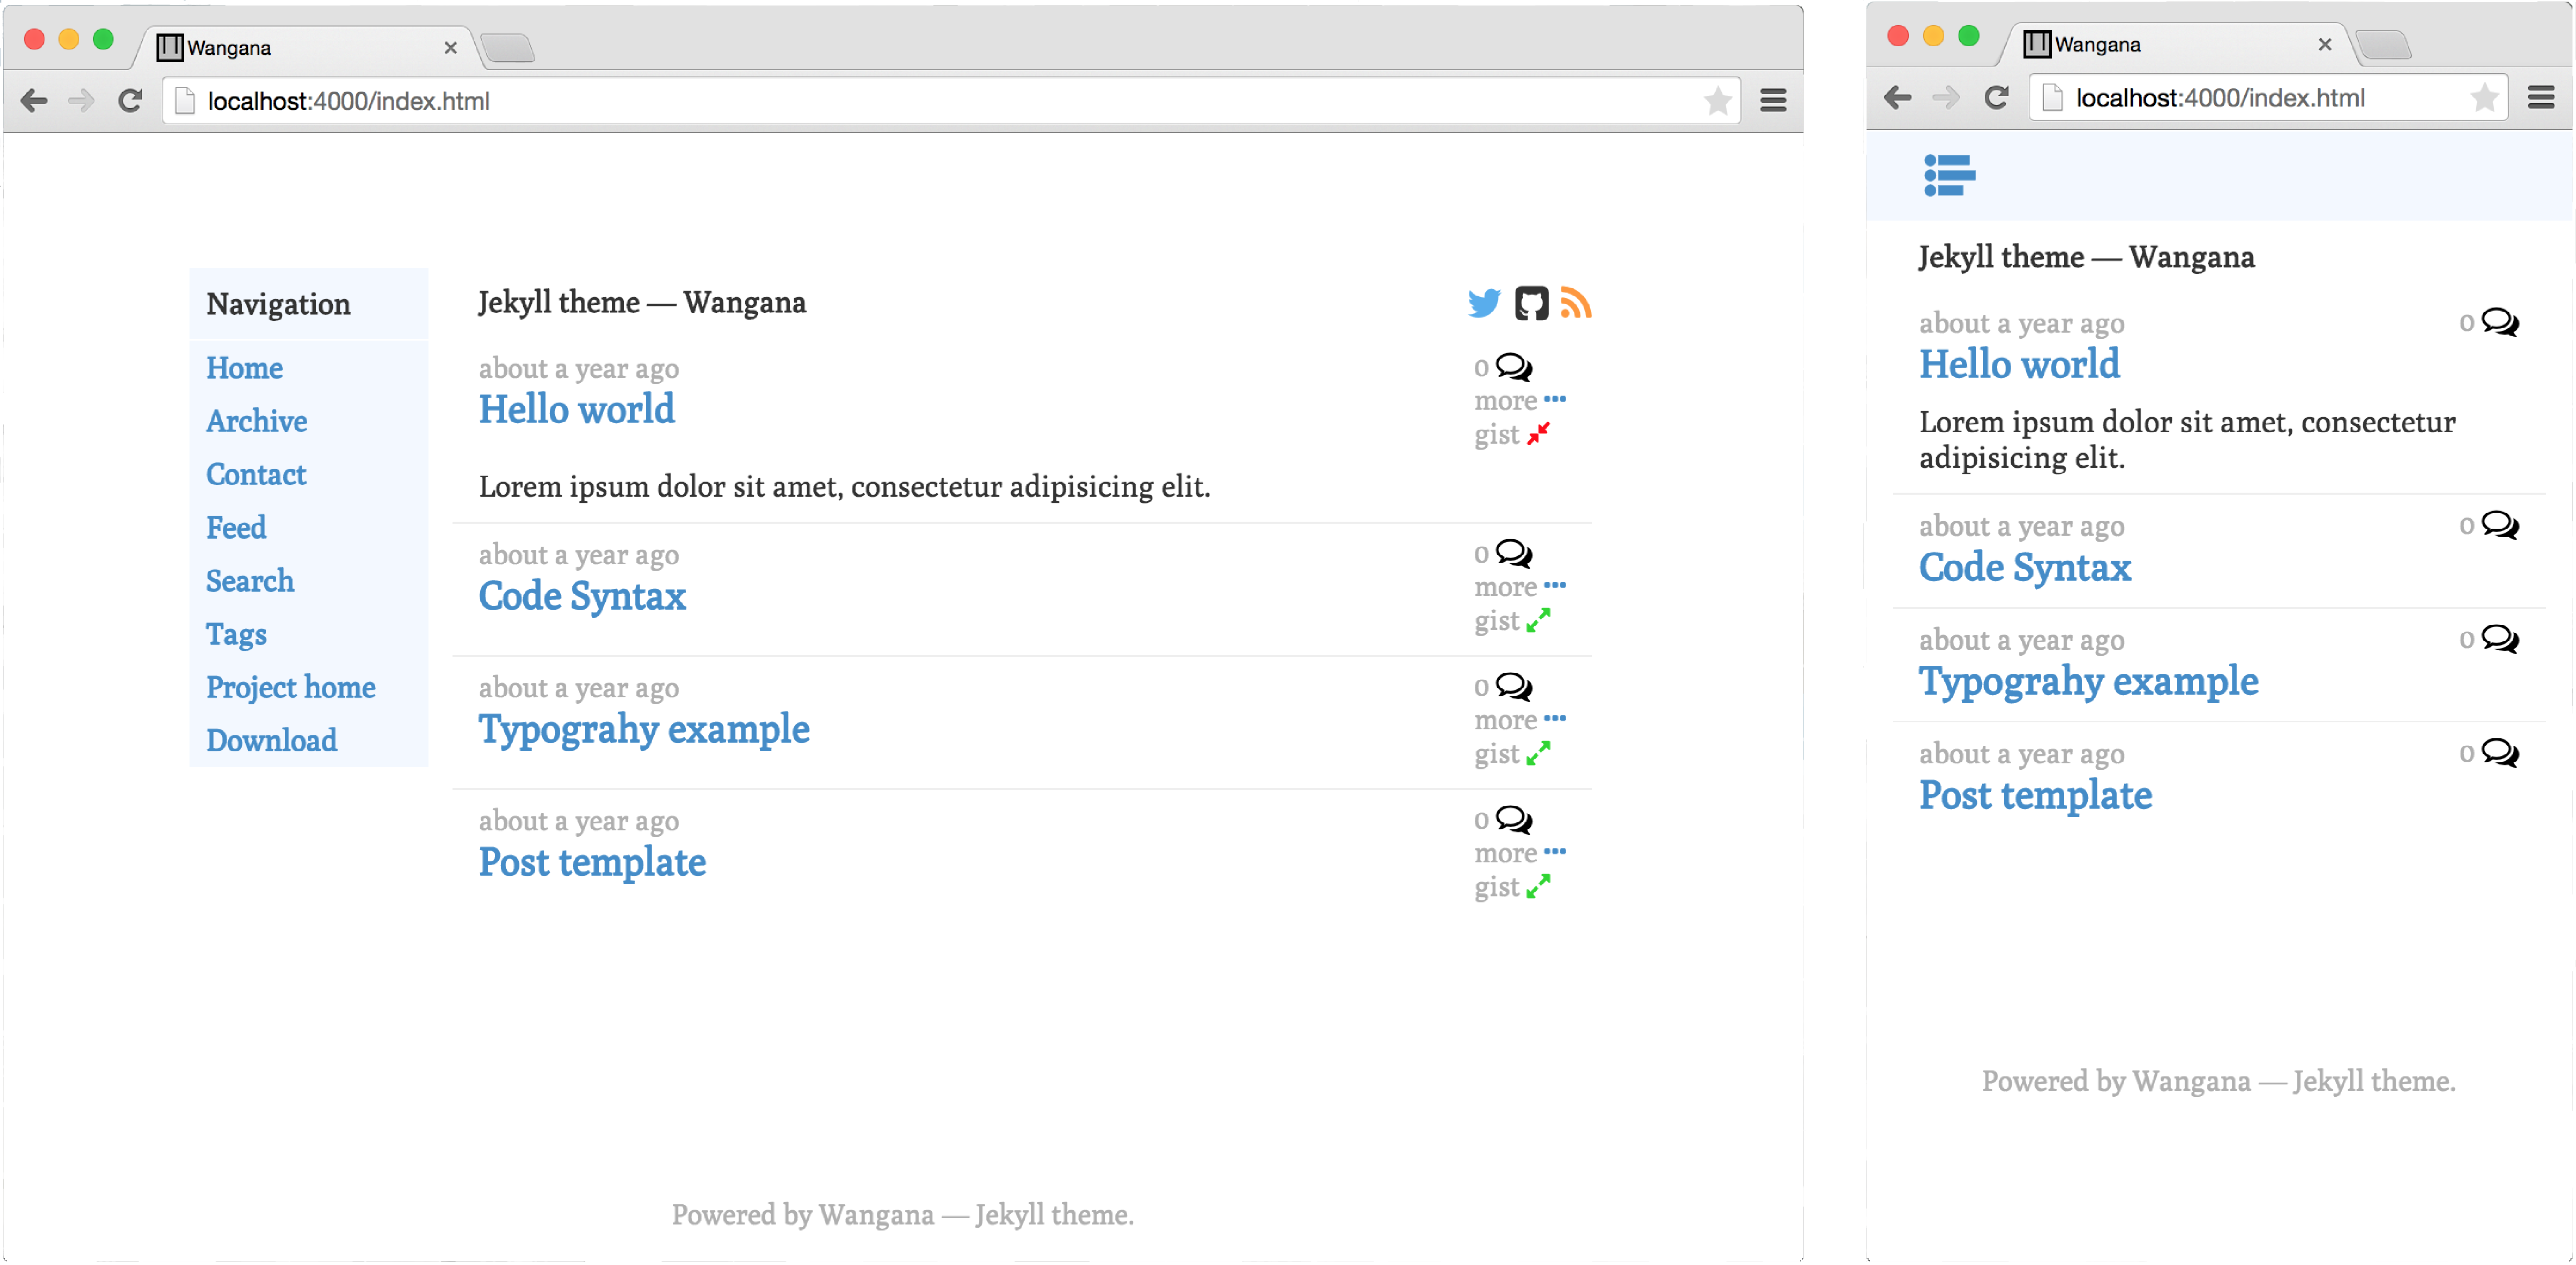 Wangana
localhost:4000/index.html
Navigation
Home
Archive
Contact
Feed
Search
Tags
Project home
Download
Jekyll theme — Wangana
about a year ago
0
Hello world
more
gist
Lorem ipsum dolor sit amet, consectetur adipisicing elit.
about a year ago
0
Code Syntax
more
gist
about a year ago
0
Typograhy example
more
gist
about a year ago
0
Post template
more
gist
Powered by Wangana — Jekyll theme.
Wangana
localhost:4000/index.html
Jekyll theme — Wangana
about a year ago
0
Hello world
Lorem ipsum dolor sit amet, consectetur
adipisicing elit.
about a year ago
0
Code Syntax
about a year ago
0
Typograhy example
about a year ago
0
Post template
Powered by Wangana — Jekyll theme.